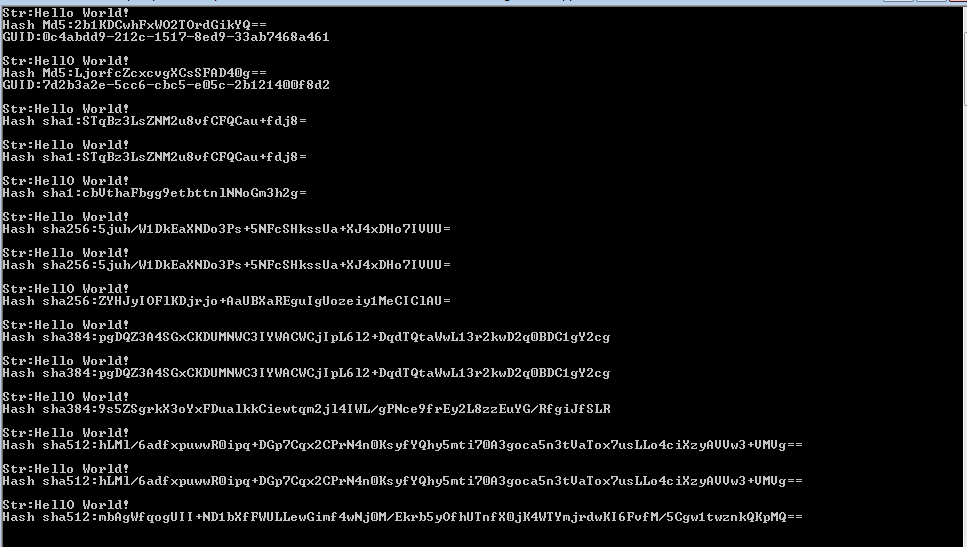 Str:Hello World!
Hash Md5:2b1KDCwhFxWO2TOrdGikYQ==
GUID:0c4abdd9-212c-1517-8ed9-33ab7468a461
Str:HellO World!
Hash Md5:LjorfcZcxcvgXCsSFAD40g==
GUID:7d2b3a2e-5cc6-cbc5-e05c-2b121400f8d2
Str:Hello World!
Hash sha1:STqBz3LsZNM2u8vfCFQCau+fdj8=
Str:Hello World!
Hash sha1:STqBz3LsZNM2u8vfCFQCau+fdj8=
Str:HellO World!
Hash sha1:cbVthaFbgg9etbttnlNNoGm3h2g=
Str:Hello World!
Hash sha256:5juh/W1DkEaXNDo3Ps+5NFcSHkssUa+XJ4xDHo7IVUU=
Str:Hello World!
Hash sha256:5juh/W1DkEaXNDo3Ps+5NFcSHkssUa+XJ4xDHo7IVUU=
Str:HellO World!
Hash sha256:ZYHJyIOFlKDjrjo+AaUBXaREguIgUozeiy1MeCIClAU=
Str:Hello World!
Hash sha384:pgDQZ3A4SGxCKDUMNWC3IYWACWCjIpL6l2+DqdTQtaWwL13r2kwD2q0BDC1gY2cg
Str:Hello World!
Hash sha384:pgDQZ3A4SGxCKDUMNWC3IYWACWCjIpL6l2+DqdTQtaWwL13r2kwD2q0BDC1gY2cg
Str:HellO World!
Hash sha384:9s5ZSgrkX3oYxFDualkkCiewtqm2jl4IWL/gPNce9frEy2L8zzEuYG/RfgiJfSLR
Str:Hello World!
Hash sha512:hLMl/6adfxpuwwR0ipq+DGp7Cqx2CPrN4n0KsyfYQhy5mti70A3goca5n3tVaTox7usLLo4ciXzyAVVw3+VMVg==
Str:Hello World!
Hash sha512:hLMl/6adfxpuwwR0ipq+DGp7Cqx2CPrN4n0KsyfYQhy5mti70A3goca5n3tVaTox7usLLo4ciXzyAVVw3+VMVg==
Str:HellO World!
Hash sha512:mbAgWfqogUII+ND1bXfFWULLewGimf4wNj0M/Ekrb5yOfhUTnfX0jK4WTYmjrdwKI6FvfM/5Cgw1twznkQKpMQ==